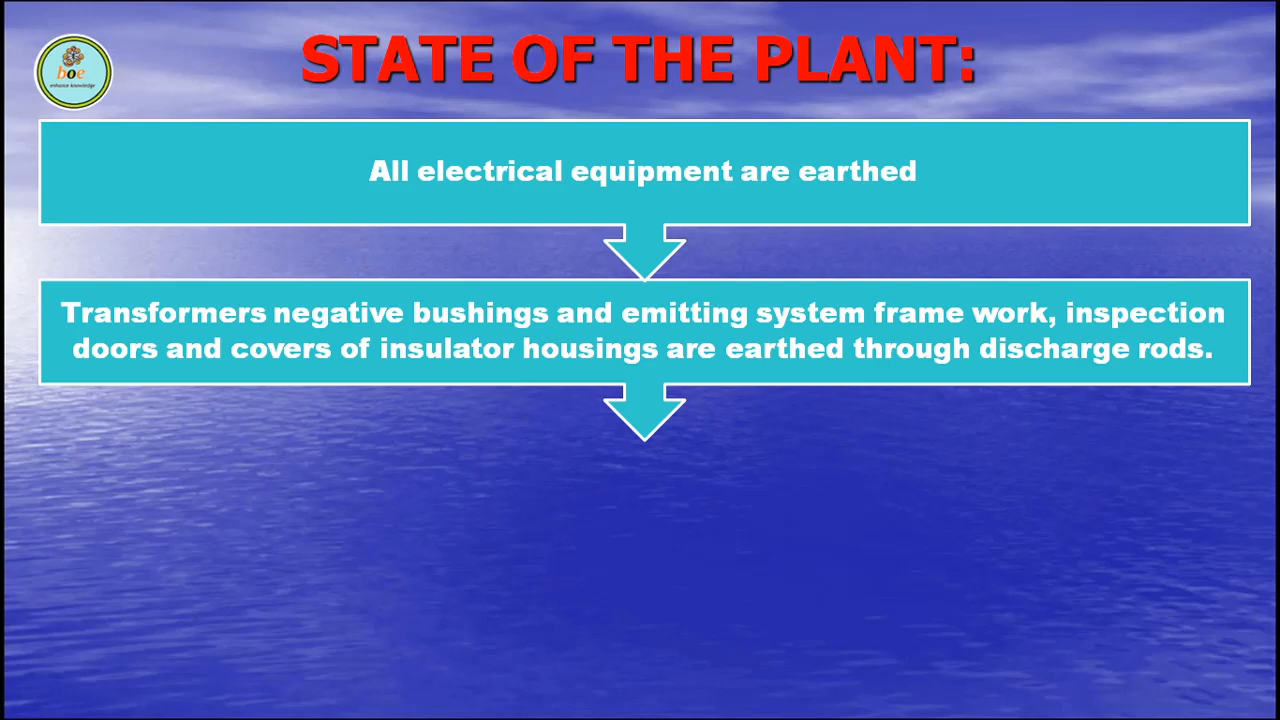 STATE OF THE PLANT:
boe
enhance knowledge
All electrical equipment are earthed
Transformers negative bushings and emitting system frame work, inspection
doors and covers of insulator housings are earthed through discharge rods.